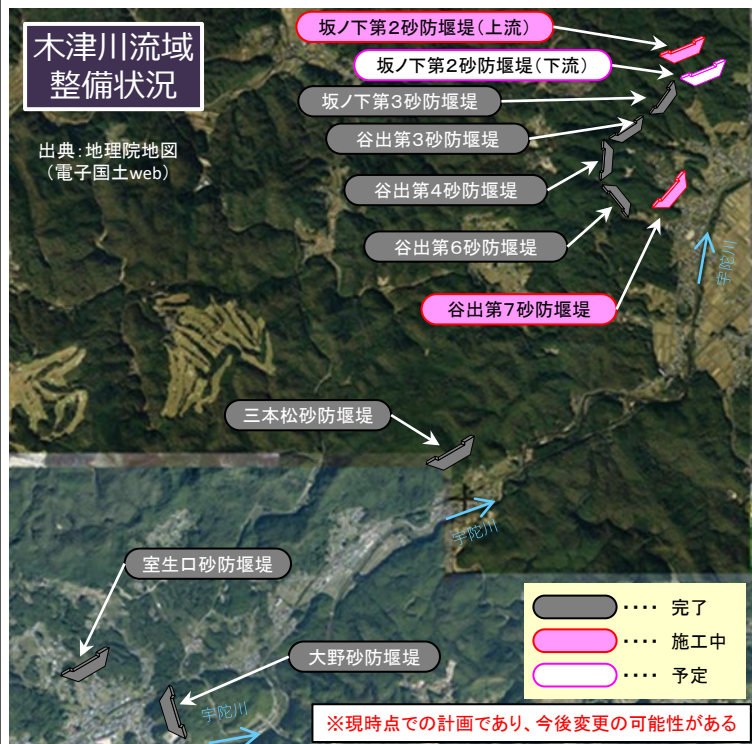 木津川流域
整備状況
出典:地理院地図
(電子国土web)
坂ノ下第2砂防堰堤(上流)
坂ノ下第2砂防堰堤(下流)
坂ノ下第3砂防堰堤
谷出第3砂防堰堤
谷出第4砂防堰堤
谷出第6砂防堰堤
宇陀川
谷出第7砂防堰堤
三本松砂防堰堤
宇陀川
室生口砂防堰堤
大野砂防堰堤
宇陀川
‥‥ 完了
‥‥ 施工中
‥‥ 予定
※現時点での計画であり、今後変更の可能性がある